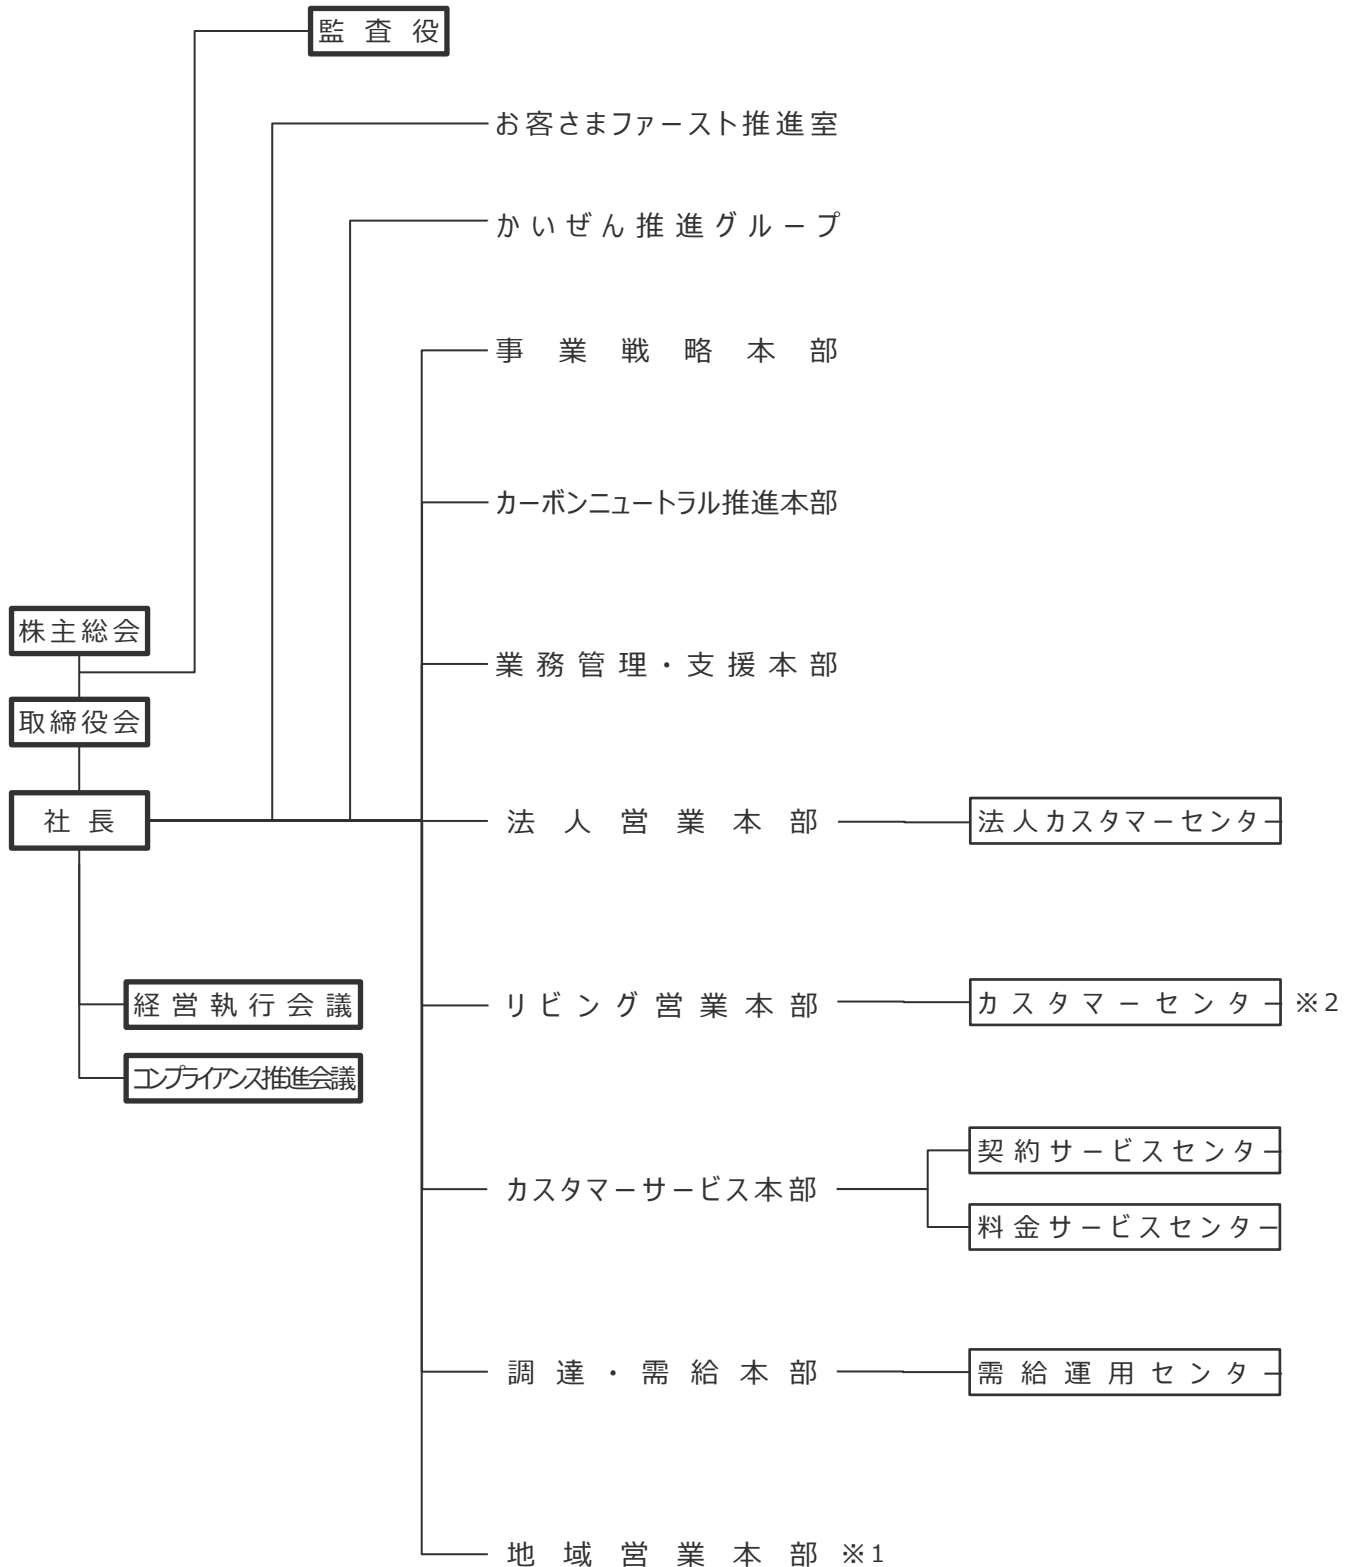 監査役
お客さまファースト推進室
かいぜん推進グループ
事業戦略本部
カーボンニュートラル推進本部
株主総会
業務管理・支援本部
取締役会
社長
法人営業本部
法人カスタマーセンター
経営執行会議
リビング営業本部
カスタマーセンター ※2
コンプライアンス推進会議
契約サービスセンター
カスタマーサービス本部
料金サービスセンター
調達・需給本部
需給運用センター
地域営業本部 ※1